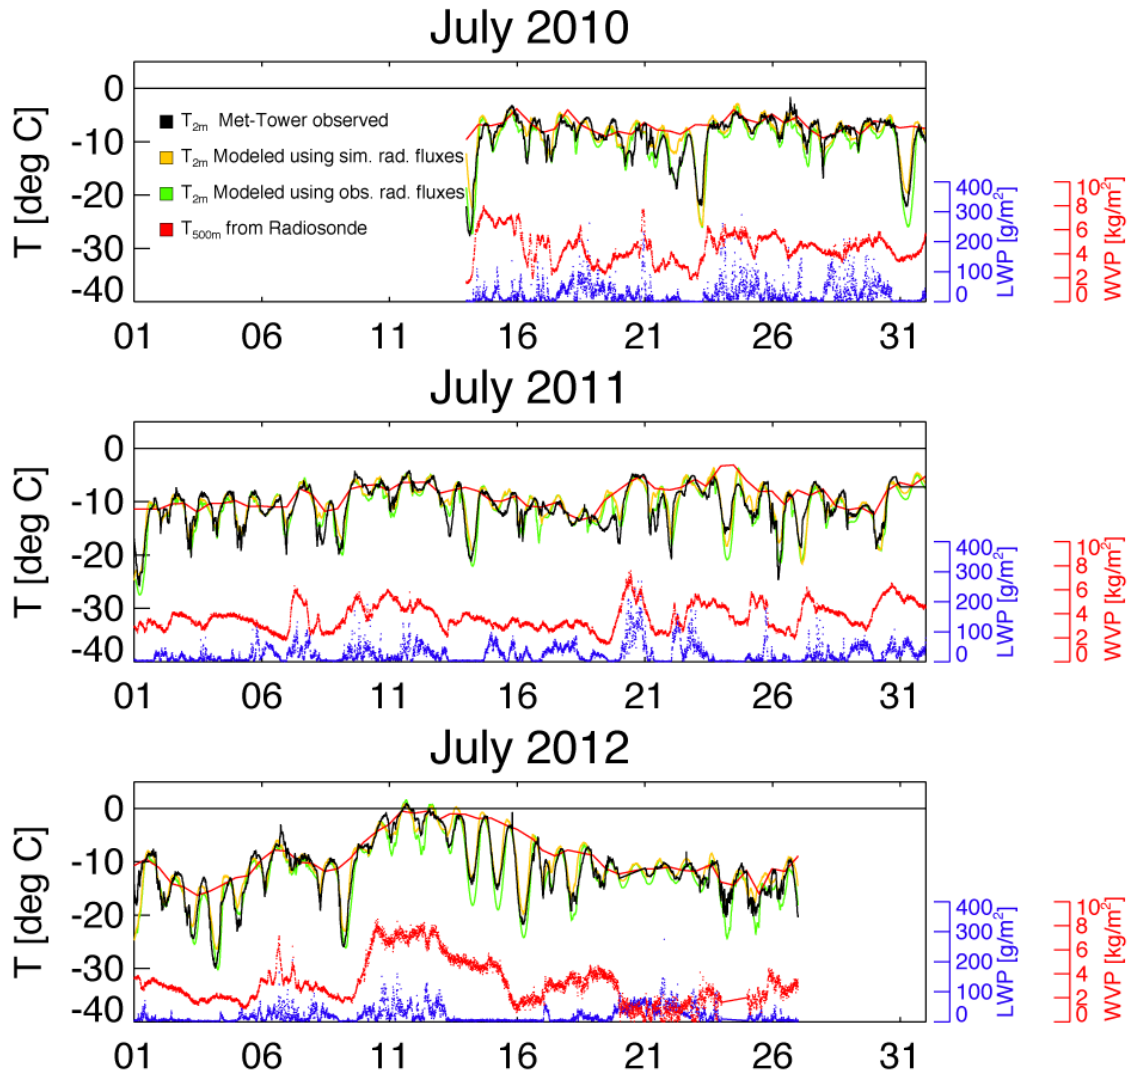 July 2010
T [deg C]
0
-10
-20
-30
-40
T2m Met-Tower observed
T2m Modeled using sim. rad. fluxes
T2m Modeled using obs. rad. fluxes
T500m from Radiosonde
400
300
200
100
0
LWP [g/m2]
10
8
6
4
2
0
WVP [kg/m2]
01 06 11 16 21 26 31
July 2011
T [deg C]
0
-10
-20
-30
-40
400
300
200
100
0
LWP [g/m2]
10
8
6
4
2
0
WVP [kg/m2]
01 06 11 16 21 26 31
July 2012
T [deg C]
0
-10
-20
-30
-40
400
300
200
100
0
LWP [g/m2]
10
8
6
4
2
0
WVP [kg/m2]
01 06 11 16 21 26 31